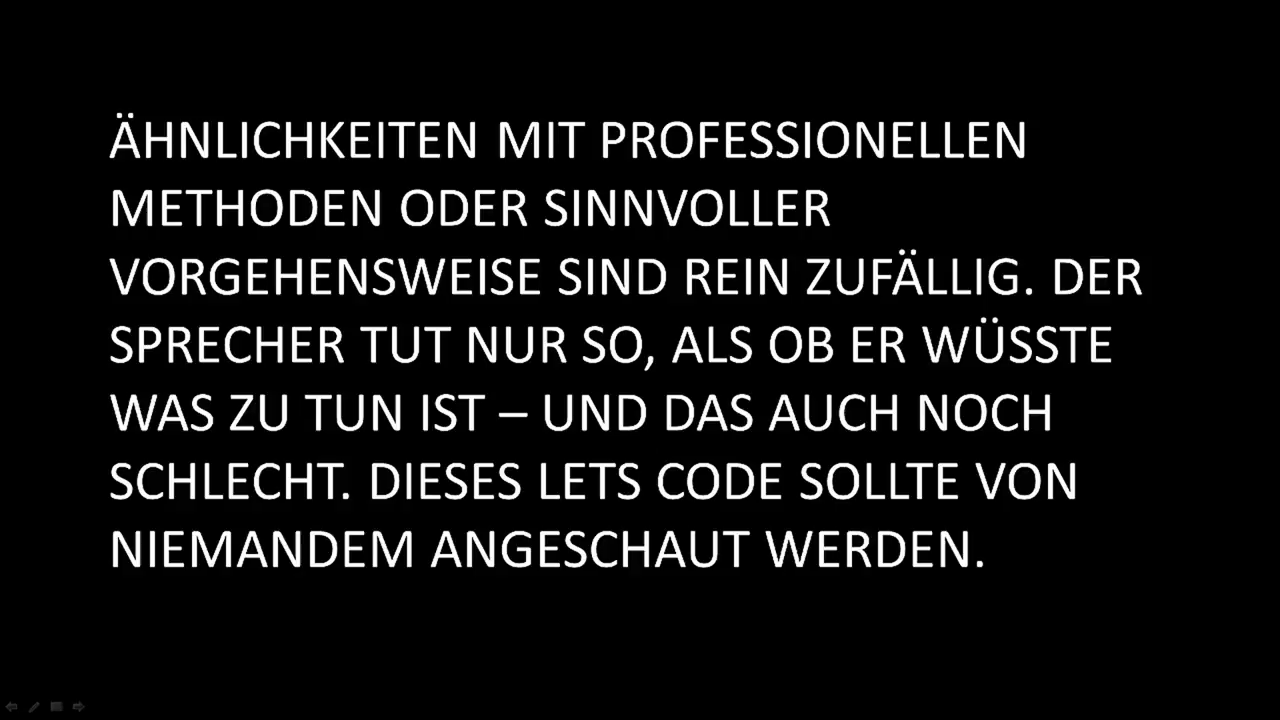 ÄHNLICHKEITEN MIT PROFESSIONELLEN
METHODEN ODER SINNVOLLER
VORGEHENSWEISE SIND REIN ZUFÄLLIG. DER
SPRECHER TUT NUR SO, ALS OB ER WÜSSTE
WAS ZU TUN IST – UND DAS AUCH NOCH
SCHLECHT. DIESES LETS CODE SOLLTE VON
NIEMANDEM ANGESCHAUT WERDEN.